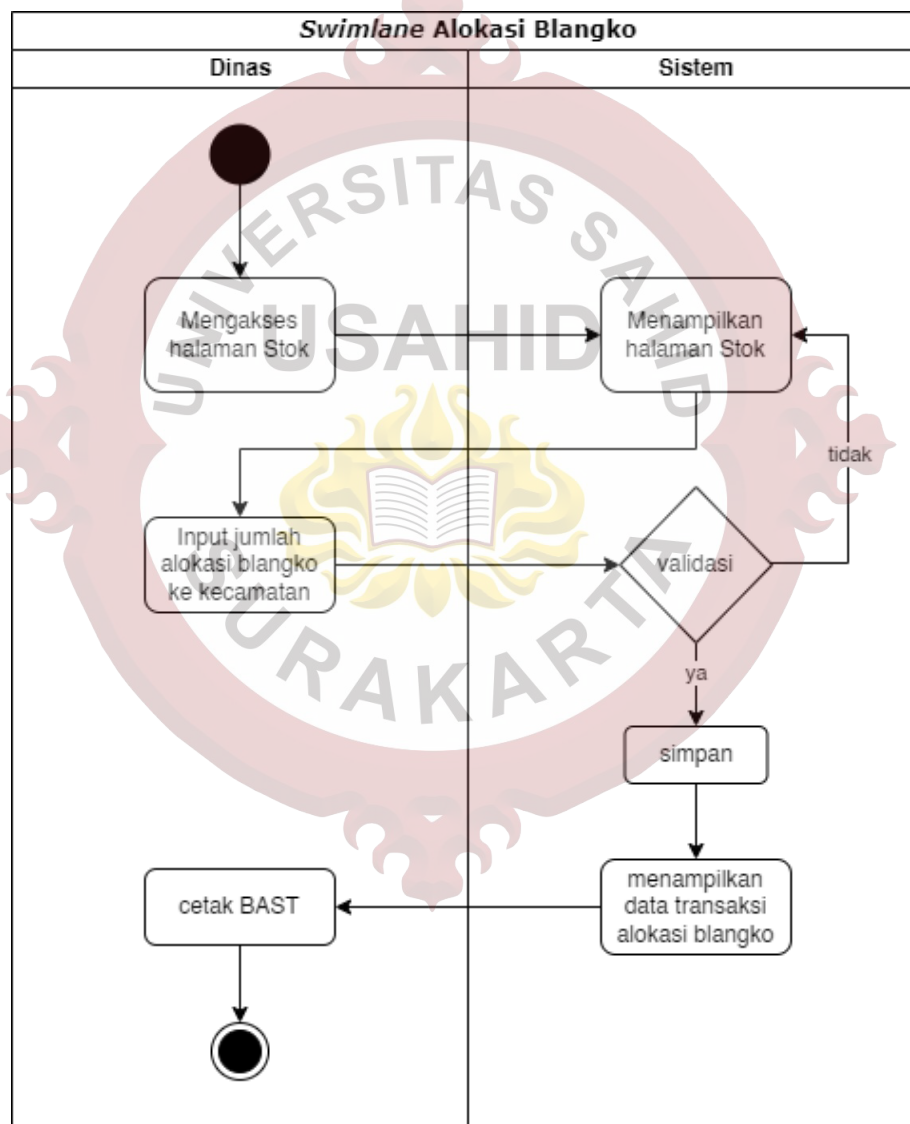 Swimlane Alokasi Blangko
Dinas
Sistem
UNIVERSITAS SAHID
USAHID
SURAKARTA
Mengakses
halaman Stok
Menampilkan
halaman Stok
tidak
Input jumlah
alokasi blangko
ke kecamatan
validasi
ya
simpan
menampilkan
data transaksi
alokasi blangko
cetak BAST